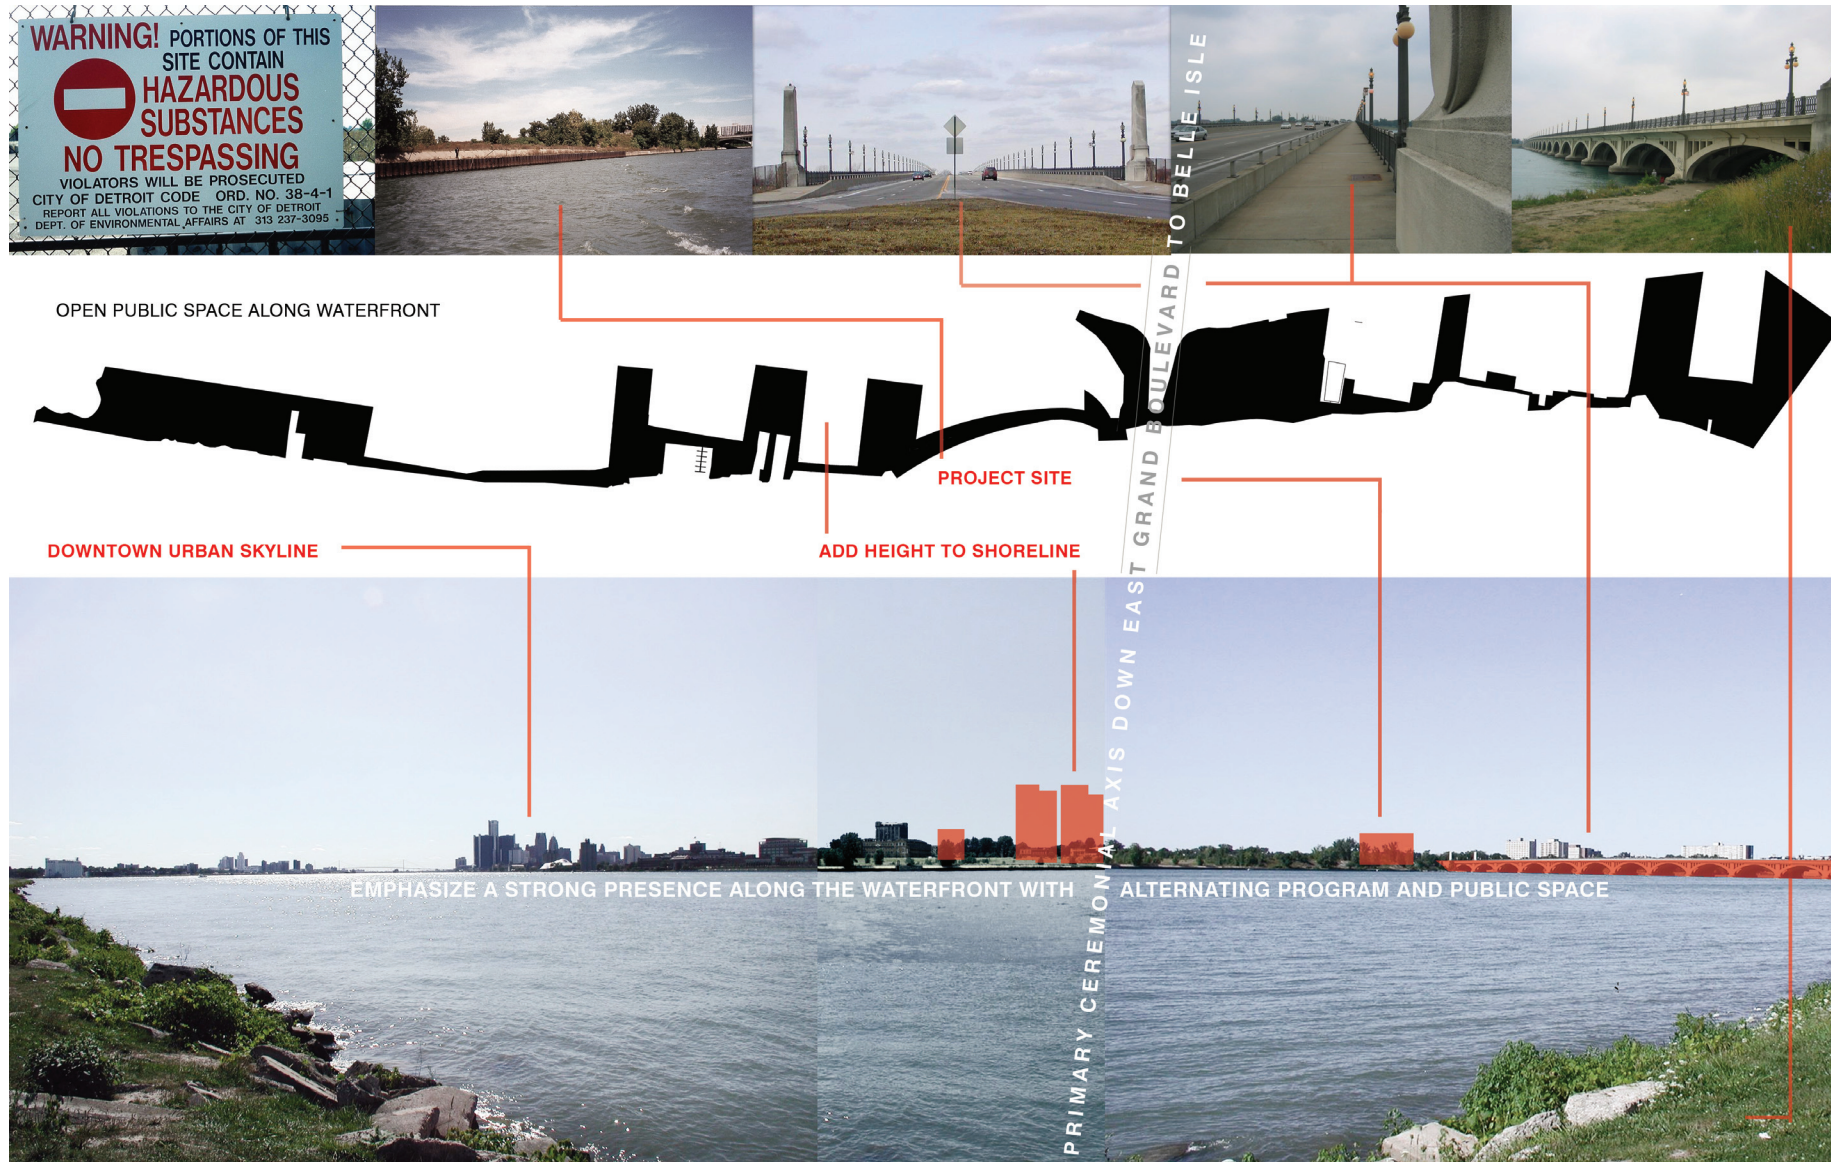 WARNING! PORTIONS OF THIS
SITE CONTAIN
HAZARDOUS
SUBSTANCES
NO TRESPASSING
VIOLATORS WILL BE PROSECUTED
CITY OF DETROIT CODE ORD. NO. 38-4-1
REPORT ALL VIOLATIONS TO THE CITY OF DETROIT
DEPT. OF ENVIRONMENTAL AFFAIRS AT 313 237-3095
OPEN PUBLIC SPACE ALONG WATERFRONT
PROJECT SITE
DOWNTOWN URBAN SKYLINE
ADD HEIGHT TO SHORELINE
EMPHASIZE A STRONG PRESENCE ALONG THE WATERFRONT WITH ALTERNATING PROGRAM AND PUBLIC SPACE
PRIMARY CEREMONIAL AXIS DOWN EAST GRAND BOULEVARD TO BELLE ISLE